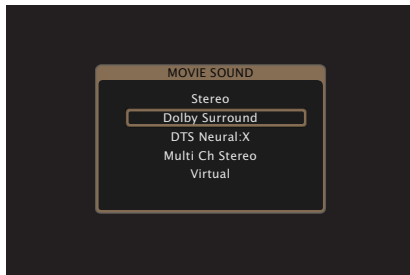 MOVIE SOUND
Stereo
Dolby Surround
DTS Neural:X
Multi Ch Stereo
Virtual